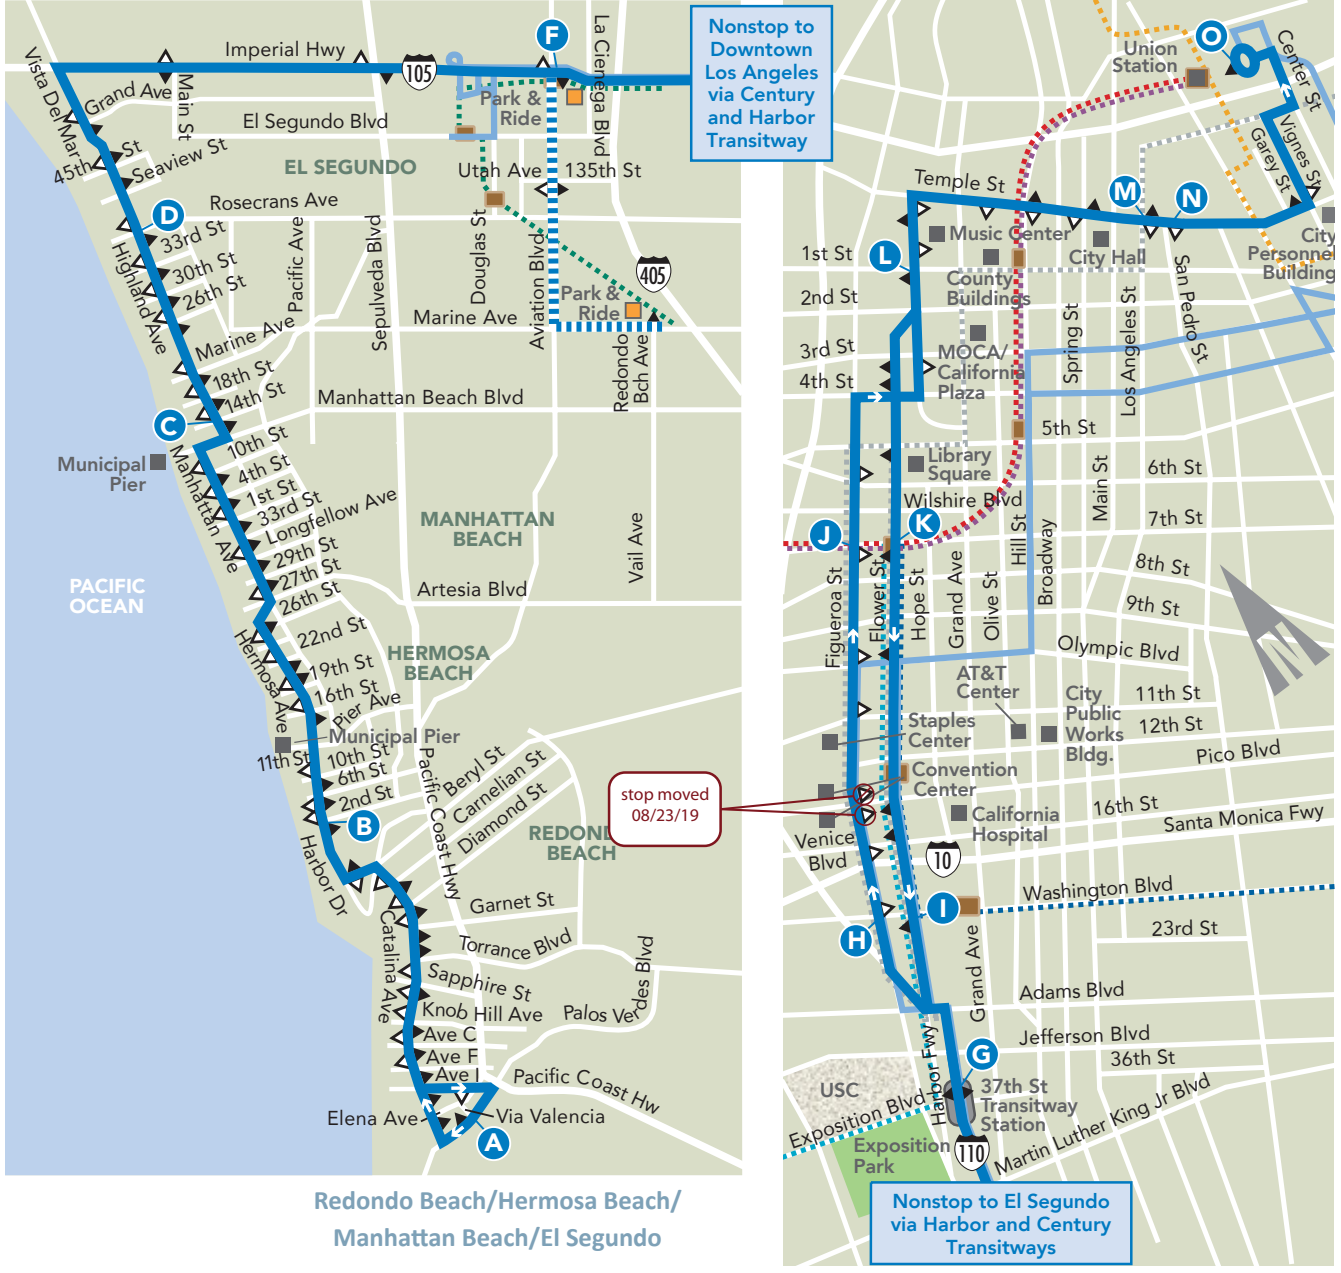 Imperial Hwy
105
F
La Cienega Blvd
Nonstop to
Downtown
Los Angeles
via Century
and Harbor
Transitway
Vista Del Mar
Grand Ave
Main St
El Segundo Blvd
Park &
Ride
45th St
Seaview St
EL SEGUNDO
Utah Ave
135th St
D
Rosecrans Ave
33rd St
30th St
26th St
Highland Ave
Pacific Ave
Sepulveda Blvd
Douglas St
Aviation Blvd
405
Park &
Ride
Marine Ave
Marine Ave
Redondo
Bch Ave
18th St
14th St
Manhattan Beach Blvd
C
10th St
Municipal
Pier
Manhattan Ave
4th St
1st St
33rd St
Longfellow Ave
29th St
27th St
26th St
MANHATTAN
BEACH
Vail Ave
PACIFIC
OCEAN
Artesia Blvd
22nd St
Hermosa Ave
19th St
16th St
Pier Ave
HERMOSA
BEACH
Municipal Pier
11th St
10th St
6th St
2nd St
B
Beryl St
Carnelian St
Diamond St
Pacific Coast Hwy
REDONDO
BEACH
Harbor Dr
Catalina Ave
Garnet St
Torrance Blvd
Sapphire St
Knob Hill Ave
Palos Verdes Blvd
Ave C
Ave F
Ave I
Pacific Coast Hw
Elena Ave
Via Valencia
A
Redondo Beach/Hermosa Beach/
Manhattan Beach/El Segundo
stop moved
08/23/19
Union
Station
O
Center St
Vignes St
Garey St
Temple St
M
N
Music Center
City Hall
City
Personnel
Building
1st St
L
County
Buildings
2nd St
San Pedro St
3rd St
MOCA/
California
Plaza
Spring St
Los Angeles St
4th St
5th St
Library
Square
6th St
Wilshire Blvd
Main St
J
K
7th St
Figueroa St
Flower St
Hope St
Grand Ave
Olive St
Hill St
Broadway
8th St
9th St
Olympic Blvd
AT&T
Center
City
Public
Works
Bldg.
11th St
12th St
Staples
Center
Pico Blvd
Convention
Center
California
Hospital
16th St
Santa Monica Fwy
Venice
Blvd
10
Washington Blvd
I
H
23rd St
Grand Ave
Adams Blvd
Jefferson Blvd
36th St
Harbor Fwy
G
USC
Exposition Blvd
37th St
Transitway
Station
Martin Luther King Jr Blvd
Exposition
Park
110
Nonstop to El Segundo
via Harbor and Century
Transitways